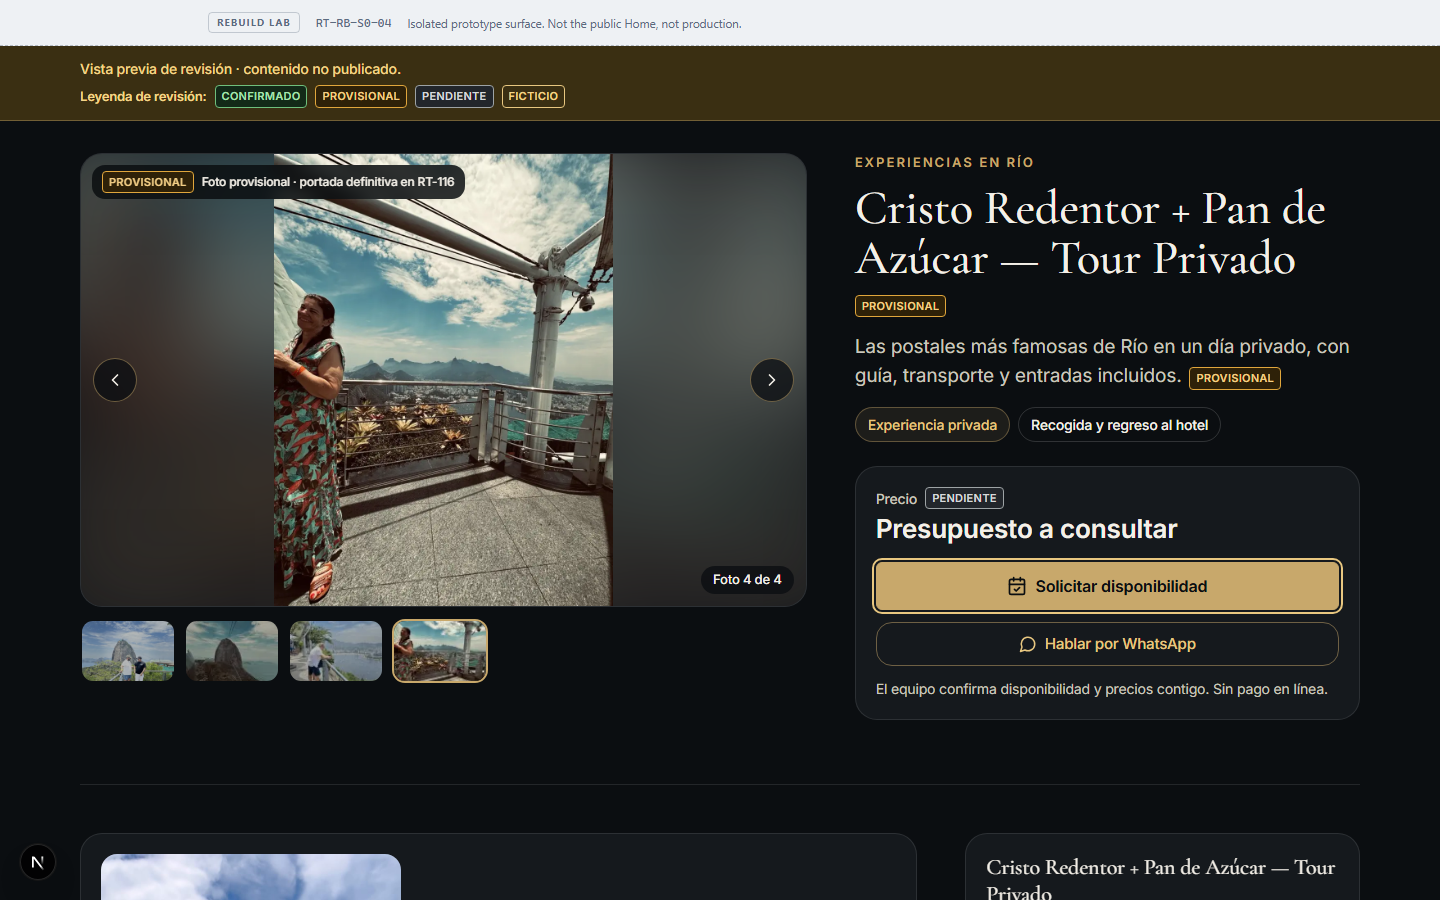 REBUILD LAB RT-RB-S0-04 Isolated prototype surface. Not the public Home, not production.
Vista previa de revisión · contenido no publicado.
Leyenda de revisión: CONFIRMADO PROVISIONAL PENDIENTE FICTICIO
PROVISIONAL Foto provisional · portada definitiva en RT-116
Foto 4 de 4
EXPERIENCIAS EN RÍO
Cristo Redentor + Pan de
Azúcar — Tour Privado
PROVISIONAL
Las postales más famosas de Río en un día privado, con
guía, transporte y entradas incluidos. PROVISIONAL
Experiencia privada Recogida y regreso al hotel
Precio PENDIENTE
Presupuesto a consultar
Solicitar disponibilidad
Hablar por WhatsApp
El equipo confirma disponibilidad y precios contigo. Sin pago en línea.
N
Cristo Redentor + Pan de Azúcar — Tour
Privado